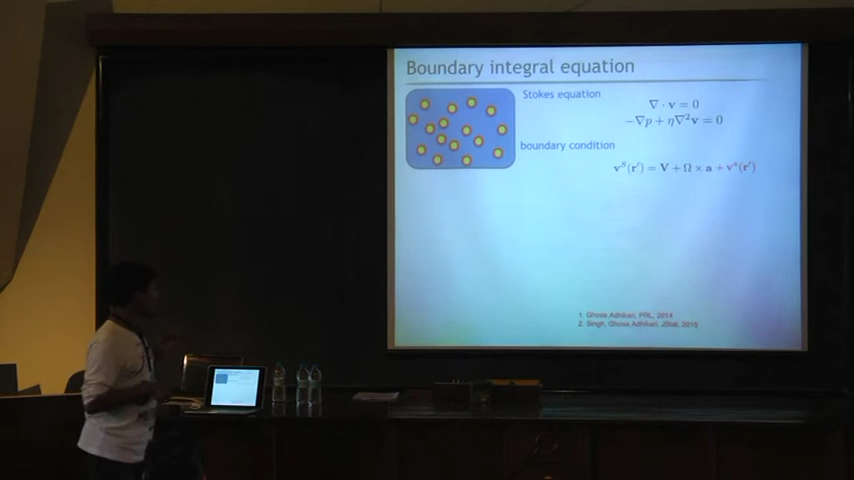 Boundary integral equation
Stokes equation
∇ · v = 0
−∇p + η∇²v = 0
boundary condition
v^S(r′) = V + Ω × a + v^s(r′)
1. Ghose, Adhikari, PRL, 2014
2. Singh, Ghose, Adhikari, JStat, 2015